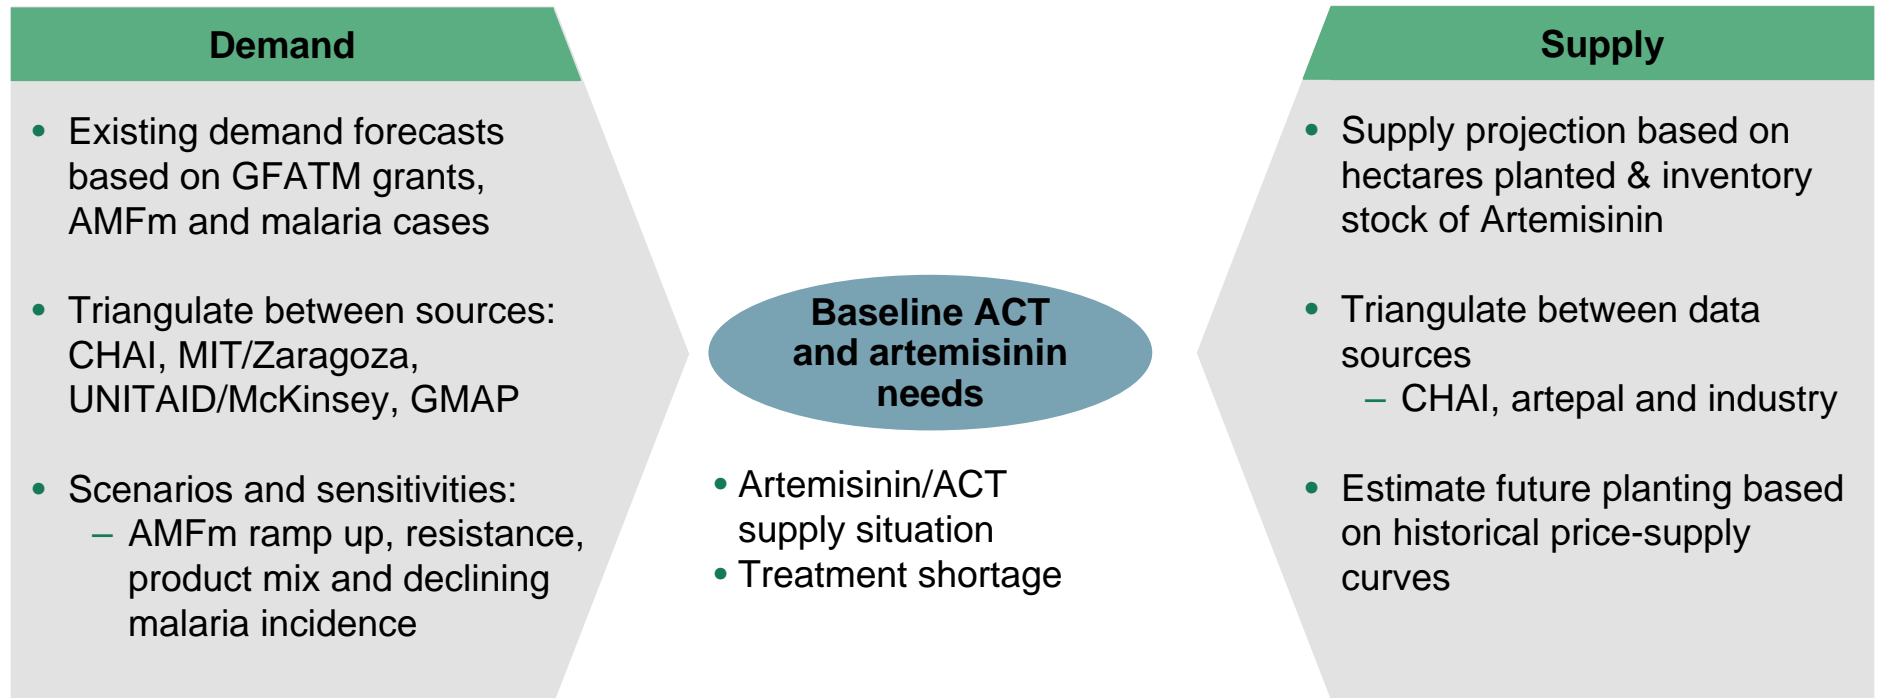 Demand
• Existing demand forecasts
based on GFATM grants,
AMFm and malaria cases
• Triangulate between sources:
CHAI, MIT/Zaragoza,
UNITAID/McKinsey, GMAP
• Scenarios and sensitivities:
– AMFm ramp up, resistance,
product mix and declining
malaria incidence
Baseline ACT
and artemisinin
needs
• Artemisinin/ACT
supply situation
• Treatment shortage
Supply
• Supply projection based on
hectares planted & inventory
stock of Artemisinin
• Triangulate between data
sources
– CHAI, artepal and industry
• Estimate future planting based
on historical price-supply
curves